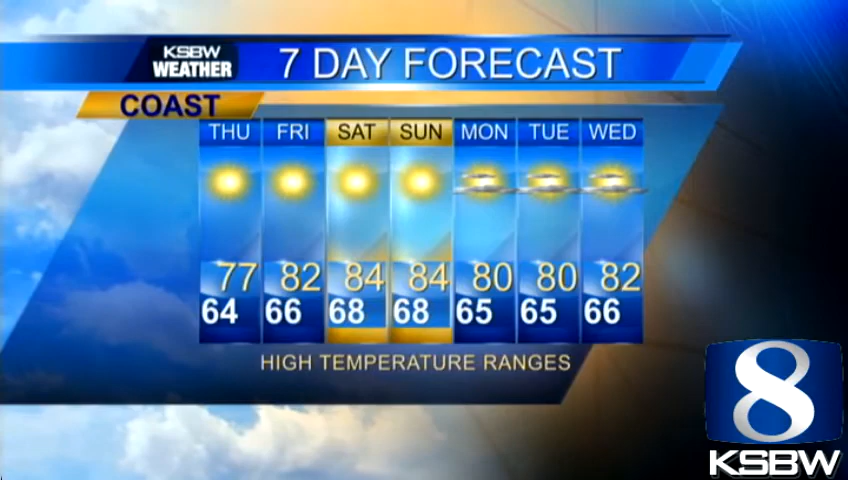 KSBW
WEATHER
7 DAY FORECAST
COAST
THU FRI SAT SUN MON TUE WED
77 82 84 84 80 80 82
64 66 68 68 65 65 66
HIGH TEMPERATURE RANGES
8
KSBW